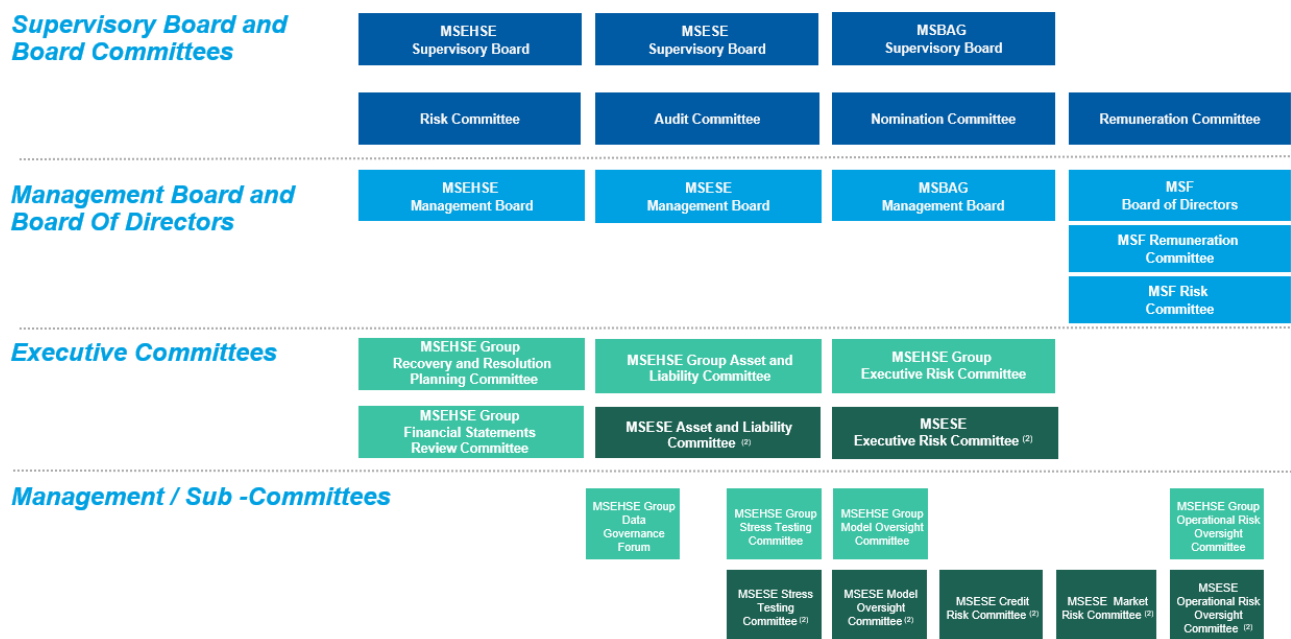 Supervisory Board and
Board Committees
MSEHSE
Supervisory Board
MSESE
Supervisory Board
MSBAG
Supervisory Board
Risk Committee
Audit Committee
Nomination Committee
Remuneration Committee
Management Board and
Board Of Directors
MSEHSE
Management Board
MSESE
Management Board
MSBAG
Management Board
MSF
Board of Directors
MSF Remuneration
Committee
MSF Risk
Committee
Executive Committees
MSEHSE Group
Recovery and Resolution
Planning Committee
MSEHSE Group Asset and
Liability Committee
MSEHSE Group
Executive Risk Committee
MSEHSE Group
Financial Statements
Review Committee
MSESE Asset and Liability
Committee (2)
MSESE
Executive Risk Committee (2)
Management / Sub -Committees
MSEHSE Group
Data
Governance
Forum
MSEHSE Group
Stress Testing
Committee
MSEHSE Group
Model Oversight
Committee
MSEHSE Group
Operational Risk
Oversight
Committee
MSESE Stress
Testing
Committee (2)
MSESE Model
Oversight
Committee (2)
MSESE Credit
Risk Committee (2)
MSESE Market
Risk Committee (2)
MSESE
Operational Risk
Oversight
Committee (2)